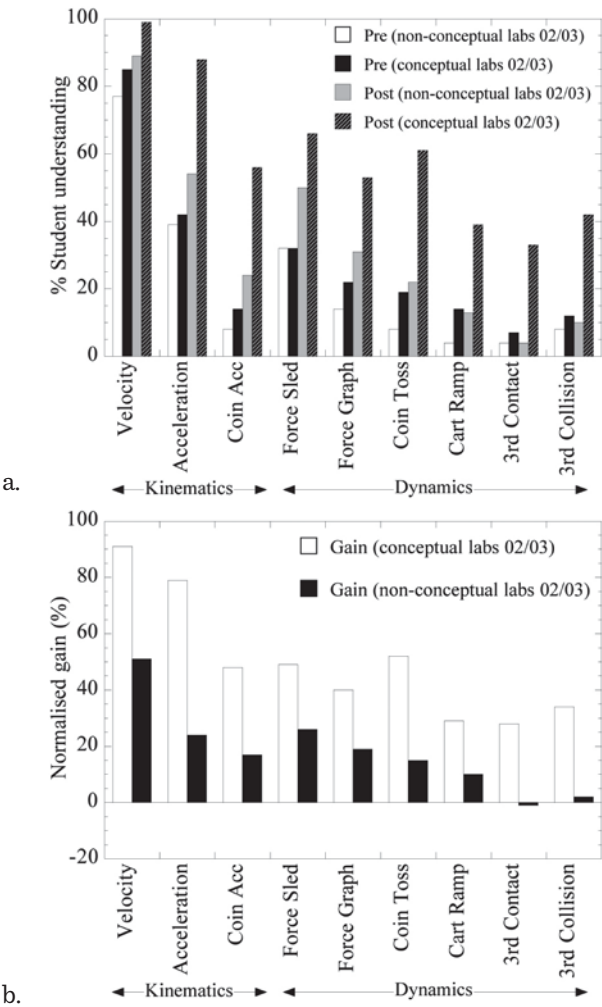 100
80
60
40
20
0
% Student understanding
Pre (non-conceptual labs 02/03)
Pre (conceptual labs 02/03)
Post (non-conceptual labs 02/03)
Post (conceptual labs 02/03)
Velocity
Acceleration
Coin Acc
Force Sled
Force Graph
Coin Toss
Cart Ramp
3rd Contact
3rd Collision
Kinematics
Dynamics
a.
100
80
60
40
20
0
-20
Normalised gain (%)
Gain (conceptual labs 02/03)
Gain (non-conceptual labs 02/03)
Velocity
Acceleration
Coin Acc
Force Sled
Force Graph
Coin Toss
Cart Ramp
3rd Contact
3rd Collision
Kinematics
Dynamics
b.